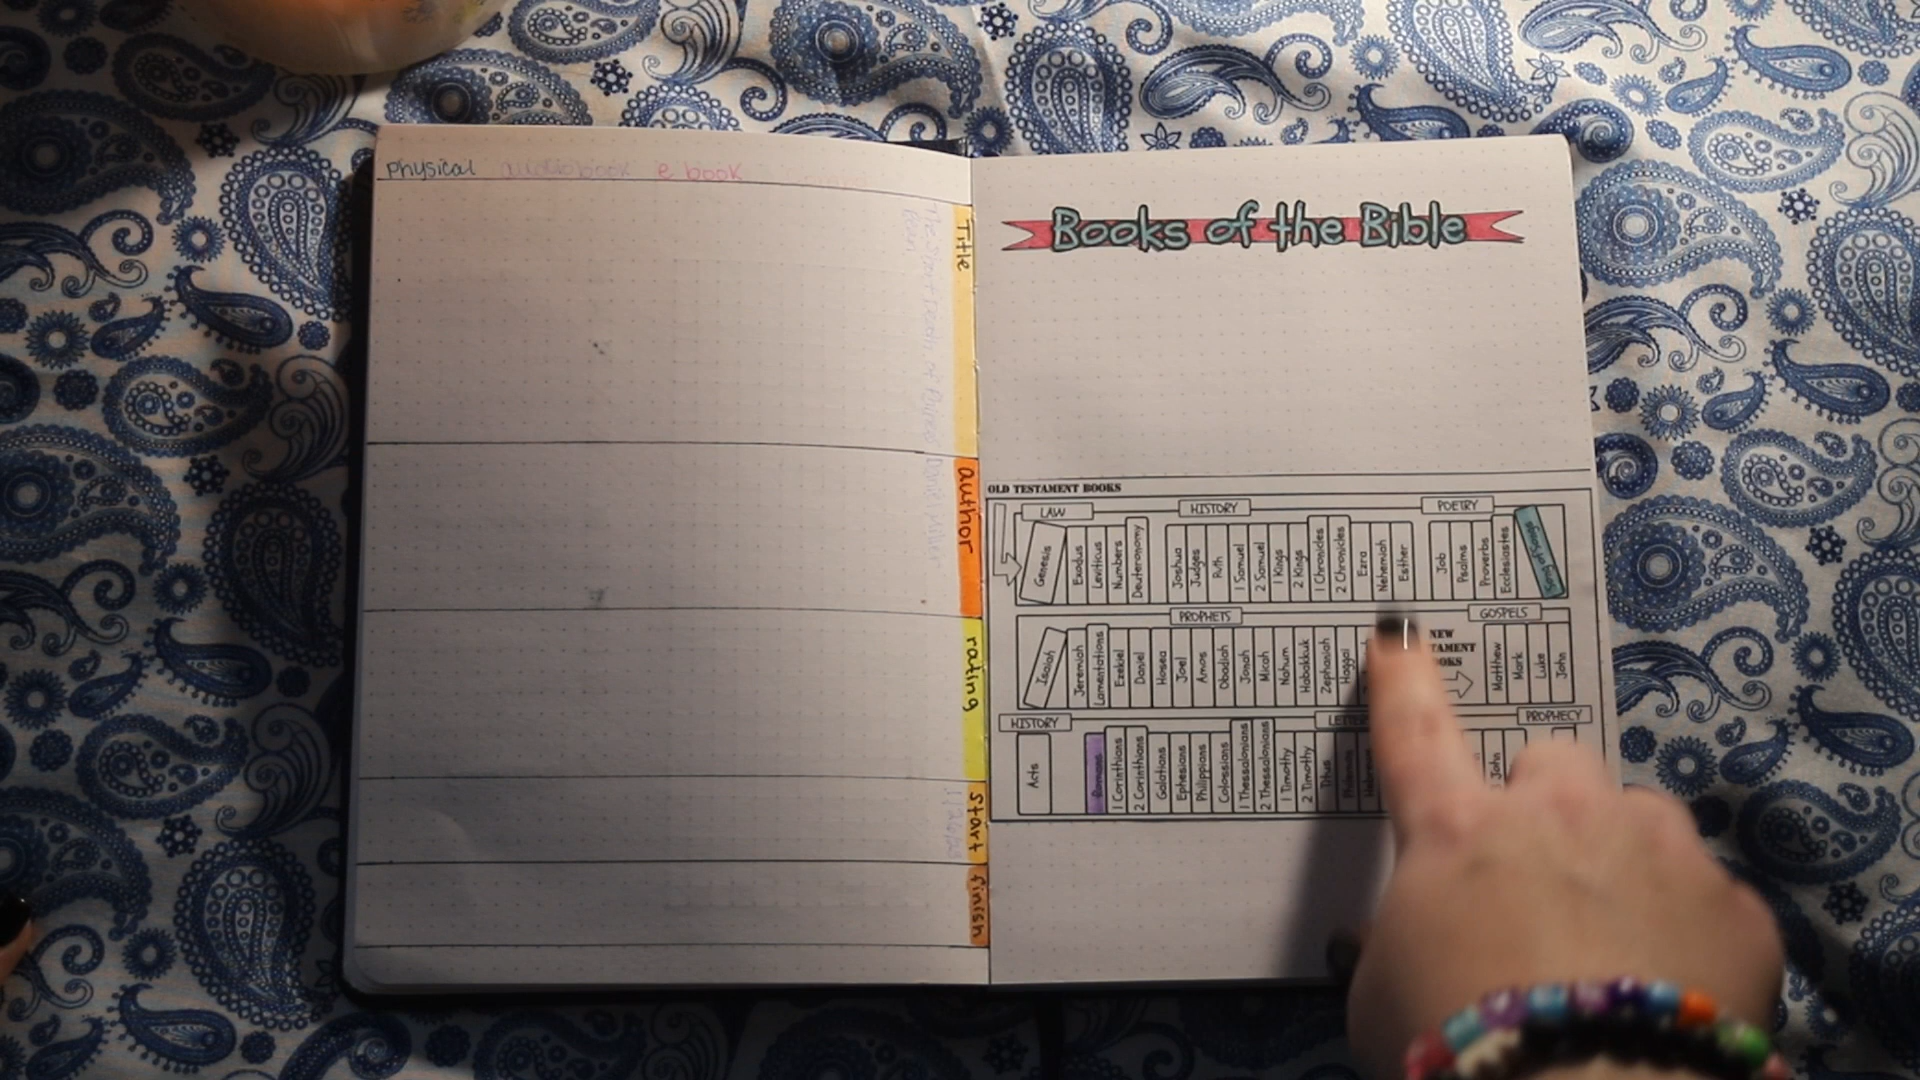 physical audiobook e book
Title
author
rating
Start
finish
Books of the Bible
OLD TESTAMENT BOOKS
LAW HISTORY POETRY
Genesis Exodus Leviticus Numbers Deuteronomy Joshua Judges Ruth 1 Samuel 2 Samuel 1 Kings 2 Kings 1 Chronicles 2 Chronicles Ezra Nehemiah Esther Job Psalms Proverbs Ecclesiastes Song of Songs
PROPHETS GOSPELS
Isaiah Jeremiah Lamentations Ezekiel Daniel Hosea Joel Amos Obadiah Jonah Micah Nahum Habakkuk Zephaniah Haggai
NEW
Matthew Mark Luke John
HISTORY PROPHECY
Acts Romans 1 Corinthians 2 Corinthians Galatians Ephesians Philippians Colossians 1 Thessalonians 2 Thessalonians 1 Timothy 2 Timothy Titus Philemon John